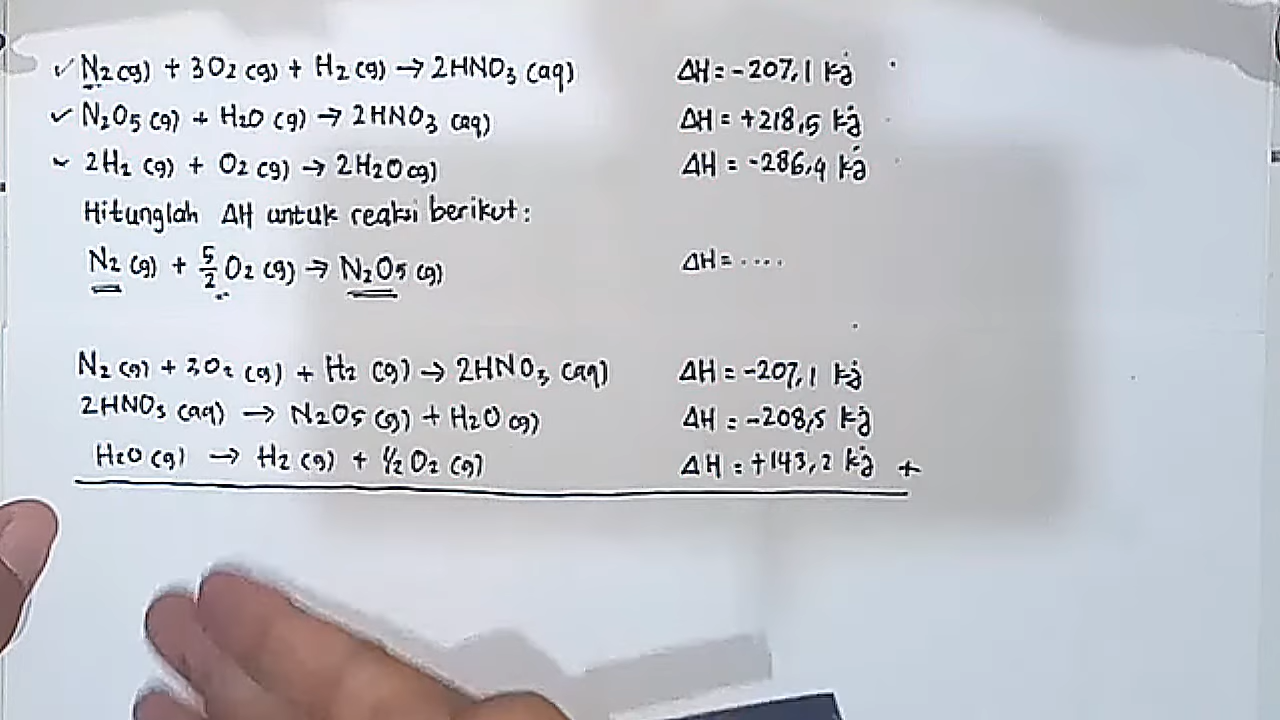 ✓ N2 (g) + 3O2 (g) + H2 (g) → 2HNO3 (aq) ΔH = -207,1 kj
✓ N2O5 (g) + H2O (g) → 2HNO3 (aq) ΔH = +218,5 kj
✓ 2H2 (g) + O2 (g) → 2H2O (g) ΔH = -286,4 kj
Hitunglah ΔH untuk reaksi berikut:
N2 (g) + 5/2 O2 (g) → N2O5 (g) ΔH = ....
N2 (g) + 3O2 (g) + H2 (g) → 2HNO3 (aq) ΔH = -207,1 kj
2HNO3 (aq) → N2O5 (g) + H2O (g) ΔH = -208,5 kj
H2O (g) → H2 (g) + 1/2 O2 (g) ΔH = +143,2 kj +